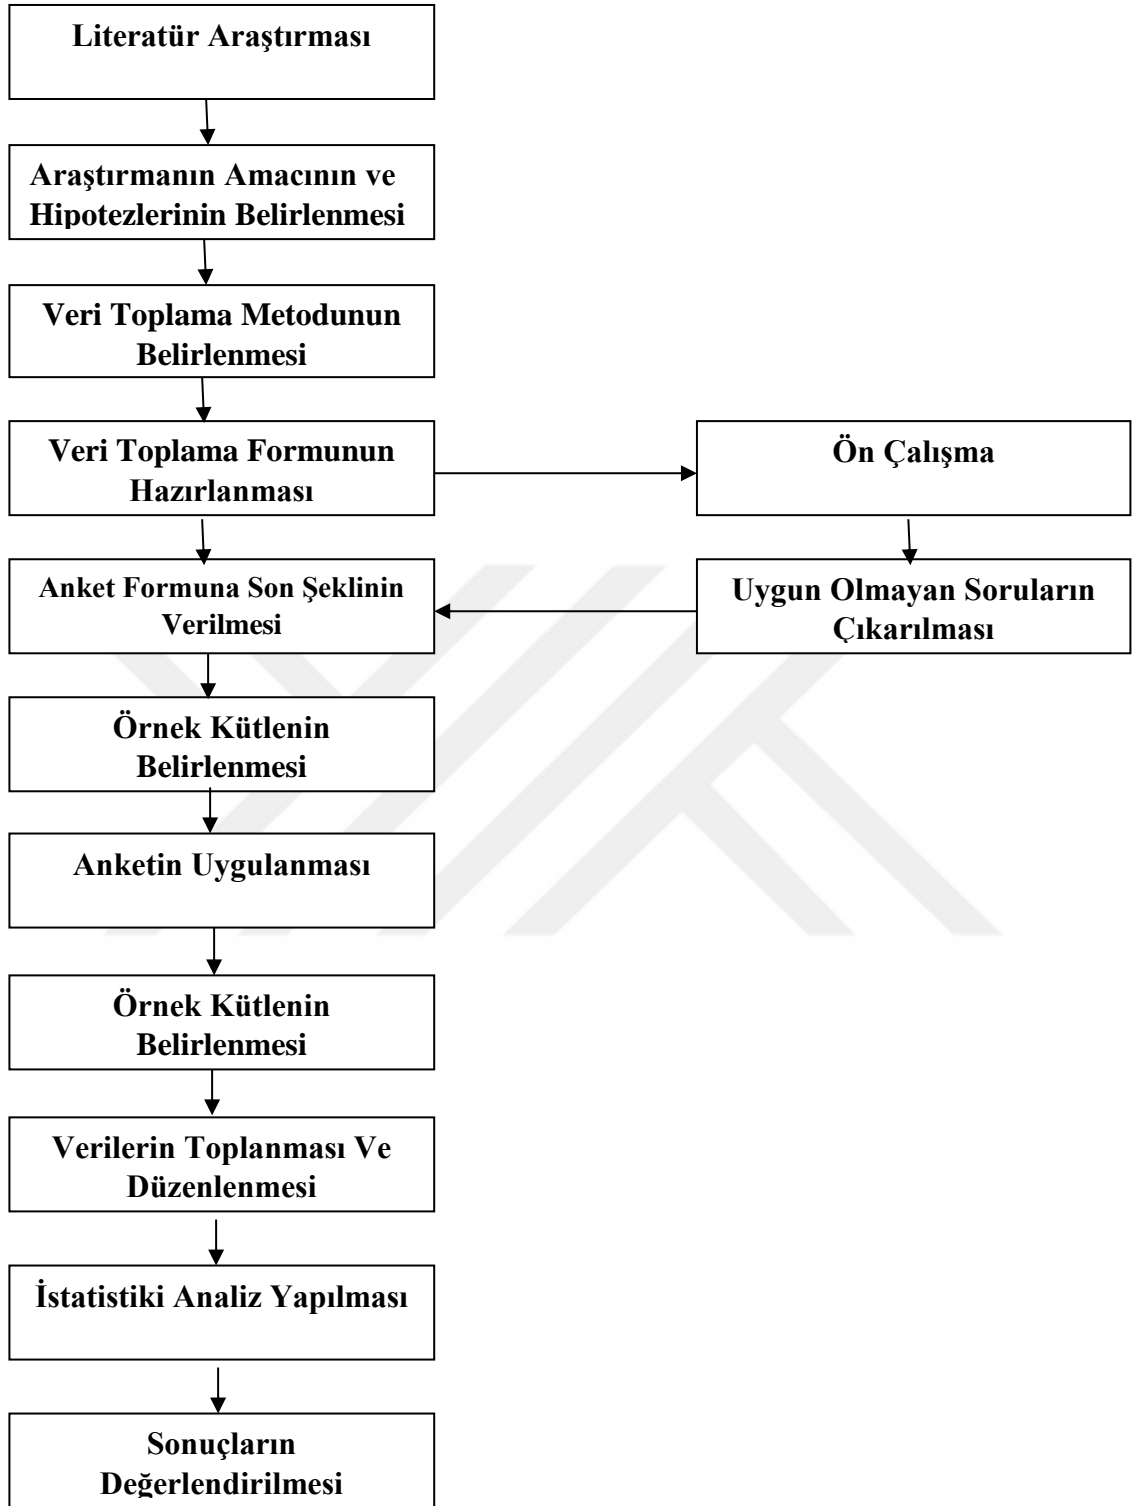 Literatür Araştırması
Araştırmanın Amacının ve
Hipotezlerinin Belirlenmesi
Veri Toplama Metodunun
Belirlenmesi
Veri Toplama Formunun
Hazırlanması
Ön Çalışma
Anket Formuna Son Şeklinin
Verilmesi
Uygun Olmayan Soruların
Çıkarılması
Örnek Kütlenin
Belirlenmesi
Anketin Uygulanması
Örnek Kütlenin
Belirlenmesi
Verilerin Toplanması Ve
Düzenlenmesi
İstatistiki Analiz Yapılması
Sonuçların
Değerlendirilmesi